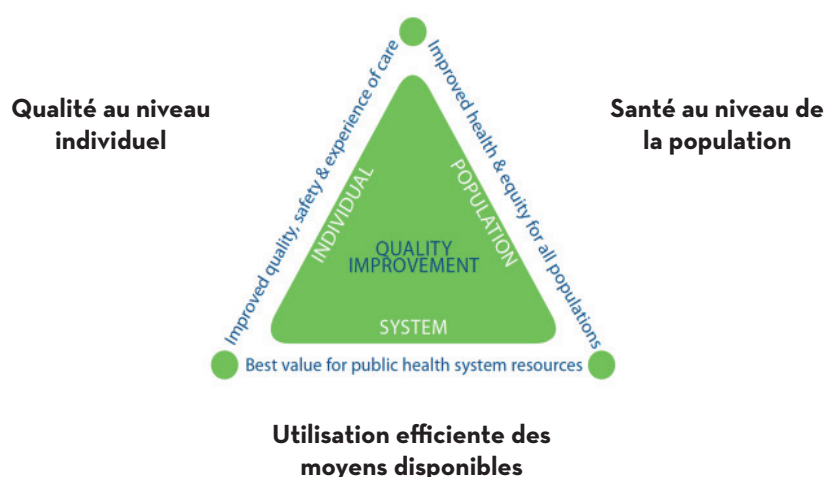 Qualité au niveau
individuel
Improved quality, safety & experience of care
Improved health & equity for all populations
Santé au niveau de
la population
INDIVIDUAL
POPULATION
QUALITY
IMPROVEMENT
SYSTEM
Best value for public health system resources
Utilisation efficiente des
moyens disponibles